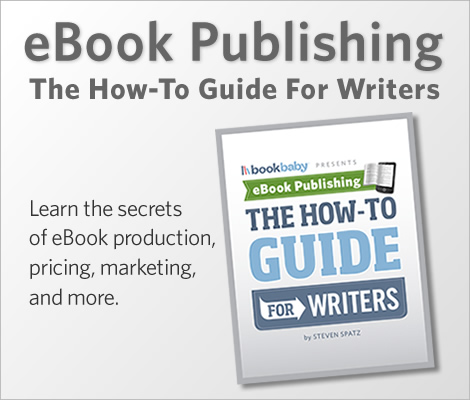 eBook Publishing
The How-To Guide For Writers
Learn the secrets
of eBook production,
pricing, marketing,
and more.
bookbaby PRESENTS
eBook Publishing
THE HOW-TO
GUIDE
FOR WRITERS
by STEVEN SPATZ